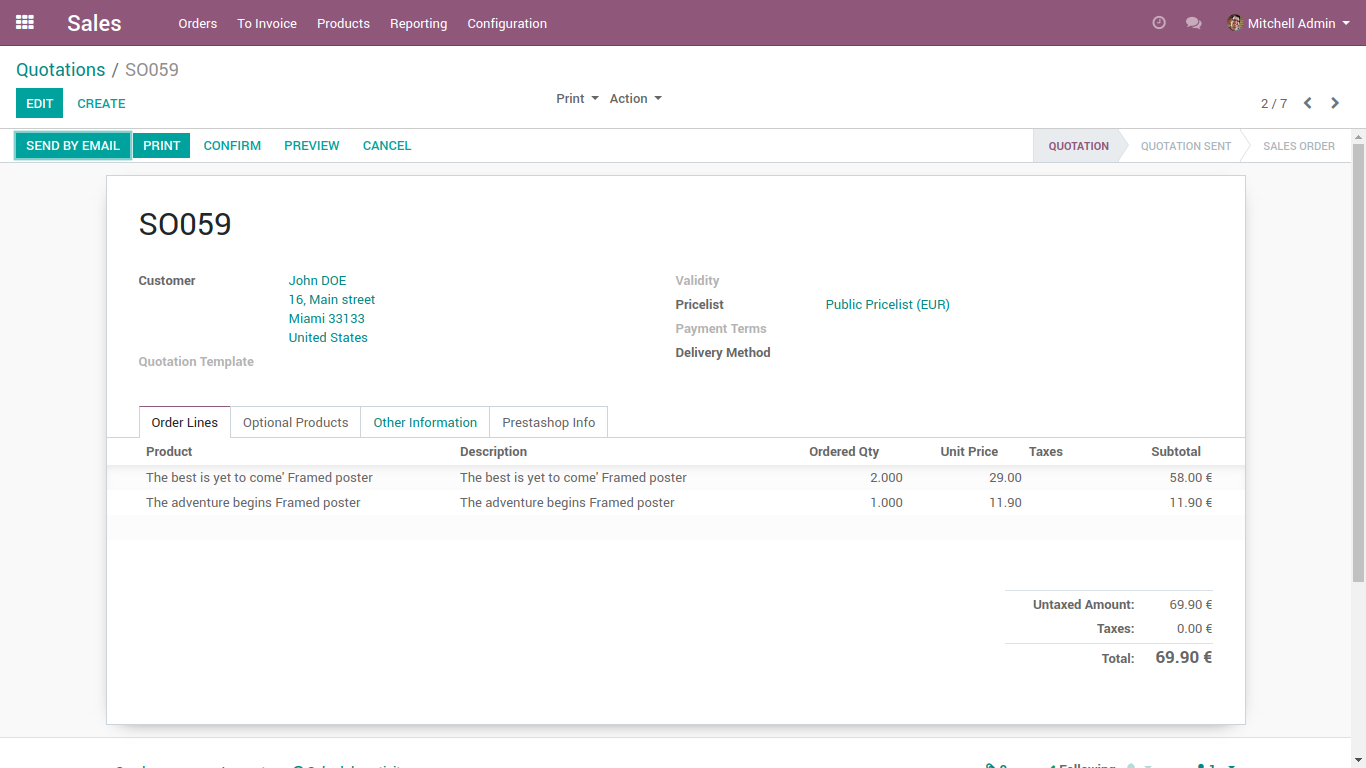 Sales Orders To Invoice Products Reporting Configuration Mitchell Admin
Quotations / SO059
EDIT CREATE Print Action 2 / 7
SEND BY EMAIL PRINT CONFIRM PREVIEW CANCEL QUOTATION QUOTATION SENT SALES ORDER
SO059
Customer John DOE Validity
16, Main street Pricelist Public Pricelist (EUR)
Miami 33133 Payment Terms
United States Delivery Method
Quotation Template
Order Lines Optional Products Other Information Prestashop Info
Product Description Ordered Qty Unit Price Taxes Subtotal
The best is yet to come' Framed poster The best is yet to come' Framed poster 2.000 29.00 58.00 €
The adventure begins Framed poster The adventure begins Framed poster 1.000 11.90 11.90 €
Untaxed Amount: 69.90 €
Taxes: 0.00 €
Total: 69.90 €
Following